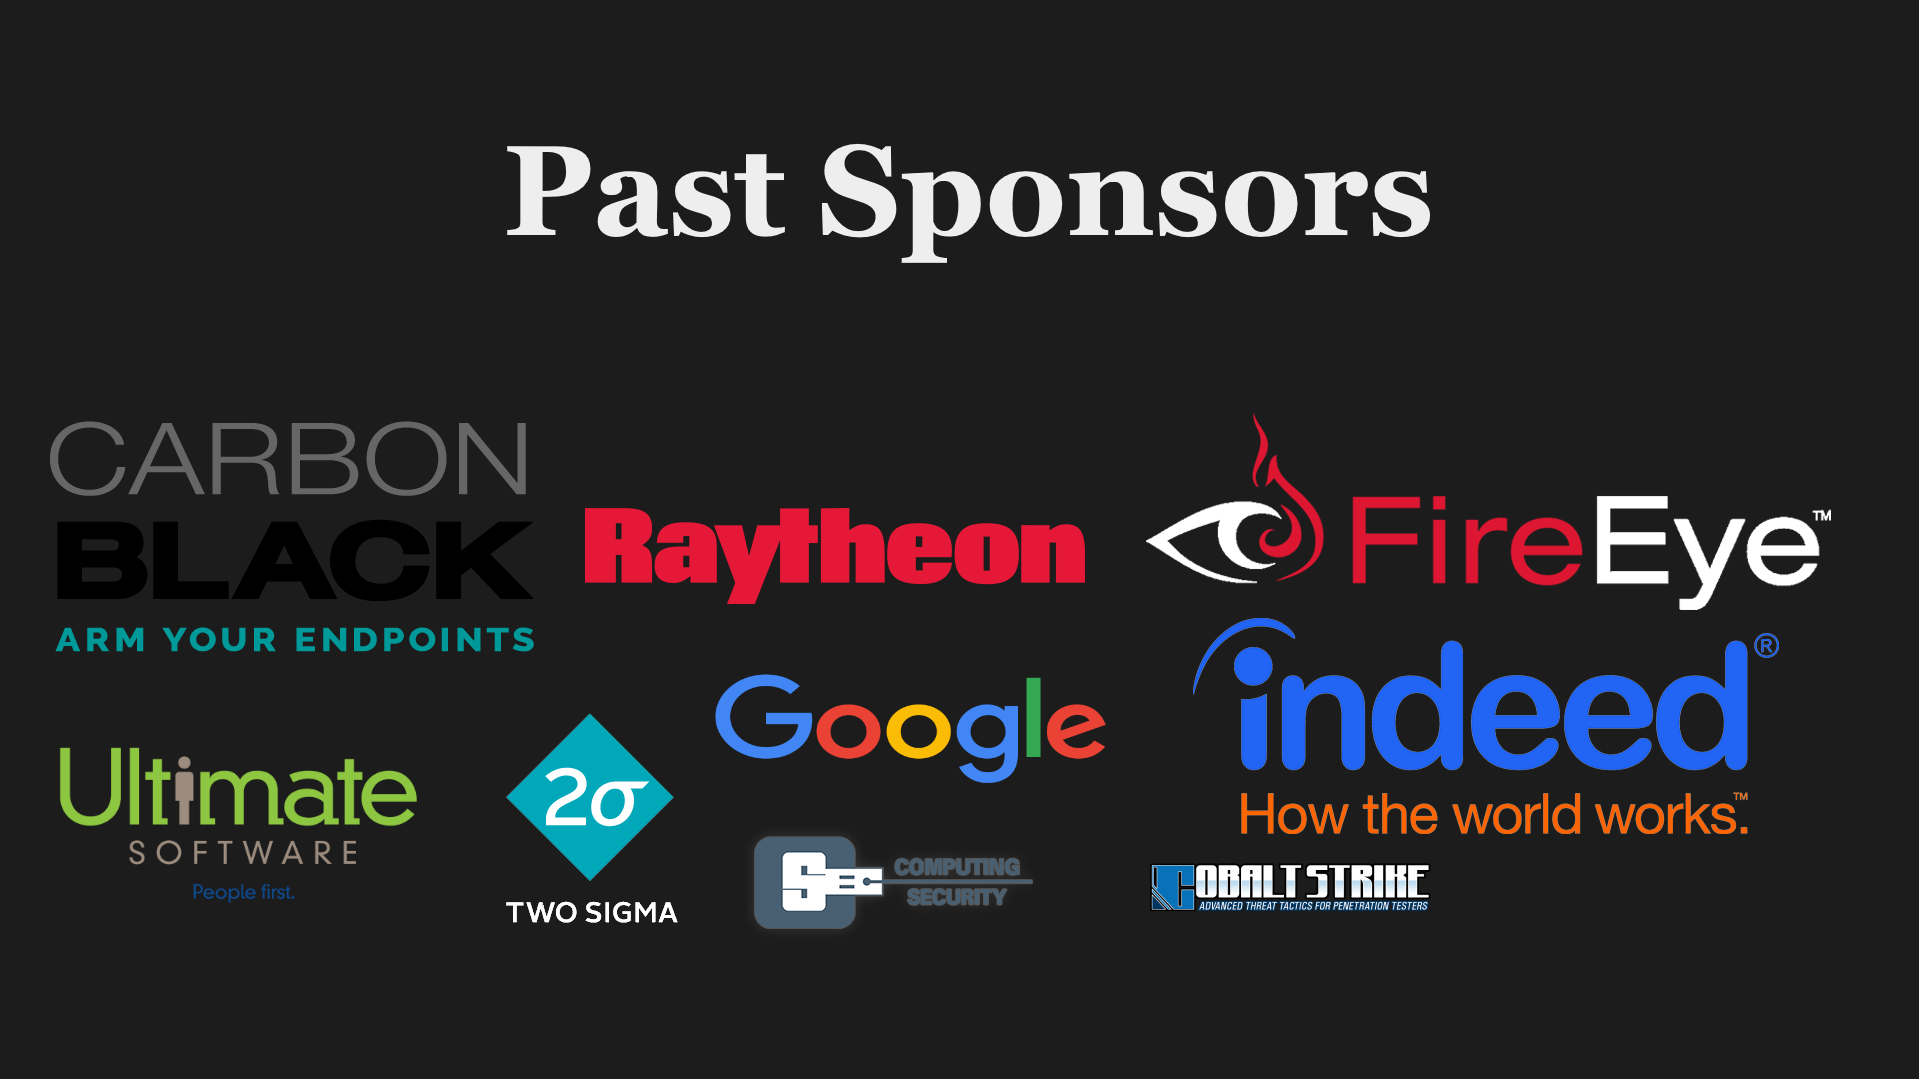 Past Sponsors
CARBON
BLACK
ARM YOUR ENDPOINTS
Raytheon
FireEye™
Google
indeed®
How the world works.™
Ultimate
SOFTWARE
People first.
2σ
TWO SIGMA
S
COMPUTING
SECURITY
COBALT STRIKE
ADVANCED THREAT TACTICS FOR PENETRATION TESTERS